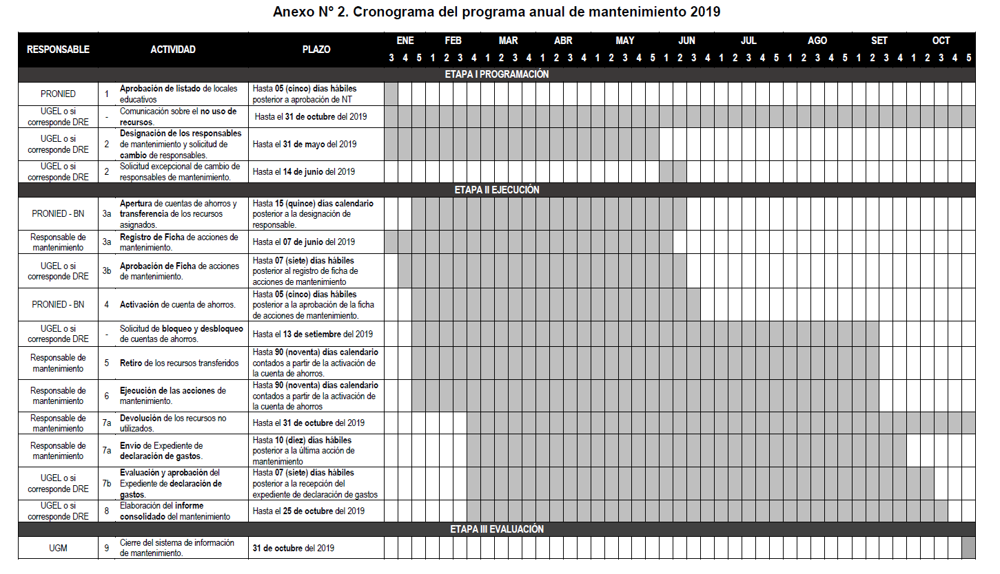 Anexo N° 2. Cronograma del programa anual de mantenimiento 2019
RESPONSABLE ACTIVIDAD PLAZO ENE FEB MAR ABR MAY JUN JUL AGO SET OCT
3 4 5 1 2 3 4 1 2 3 4 1 2 3 4 1 2 3 4 5 1 2 3 4 1 2 3 4 5 1 2 3 4 5 1 2 3 4 1 2 3 4 5
ETAPA I PROGRAMACIÓN
PRONIED
1
Aprobación de listado de locales
educativos
Hasta 05 (cinco) días hábiles
posterior a aprobación de NT
UGEL o si
corresponde DRE
-
Comunicación sobre el no uso de
recursos.
Hasta el 31 de octubre del 2019
UGEL o si
corresponde DRE
2
Designación de los responsables
de mantenimiento y solicitud de
cambio de responsables.
Hasta el 31 de mayo del 2019
UGEL o si
corresponde DRE
2
Solicitud excepcional de cambio de
responsables de mantenimiento.
Hasta el 14 de junio del 2019
ETAPA II EJECUCIÓN
PRONIED - BN
3a
Apertura de cuentas de ahorros y
transferencia de los recursos
asignados.
Hasta 15 (quince) días calendario
posterior a la designación de
responsable.
Responsable de
mantenimiento
3a
Registro de Ficha de acciones de
mantenimiento.
Hasta el 07 de junio del 2019
UGEL o si
corresponde DRE
3b
Aprobación de Ficha de acciones
de mantenimiento.
Hasta 07 (siete) días hábiles
posterior al registro de ficha de
acciones de mantenimiento
PRONIED - BN
4
Activación de cuenta de ahorros.
Hasta 05 (cinco) días hábiles
posterior a la aprobación de la ficha
de acciones de mantenimiento.
UGEL o si
corresponde DRE
-
Solicitud de bloqueo y desbloqueo
de cuentas de ahorros.
Hasta el 13 de setiembre del 2019
Responsable de
mantenimiento
5
Retiro de los recursos transferidos
Hasta 90 (noventa) días calendario
contados a partir de la activación de
la cuenta de ahorros.
Responsable de
mantenimiento
6
Ejecución de las acciones de
mantenimiento.
Hasta 90 (noventa) días calendario
contados a partir de la activación de
la cuenta de ahorros
Responsable de
mantenimiento
7a
Devolución de los recursos no
utilizados.
Hasta el 31 de octubre del 2019
Responsable de
mantenimiento
7a
Envío de Expediente de
declaración de gastos.
Hasta 10 (diez) días hábiles
posterior a la última acción de
mantenimiento
UGEL o si
corresponde DRE
7b
Evaluación y aprobación del
Expediente de declaración de
gastos.
Hasta 07 (siete) días hábiles
posterior a la recepción del
expediente de declaración de gastos
UGEL o si
corresponde DRE
8
Elaboración del informe
consolidado del mantenimiento
Hasta el 25 de octubre del 2019
ETAPA III EVALUACIÓN
UGM
9
Cierre del sistema de información
de mantenimiento.
31 de octubre del 2019